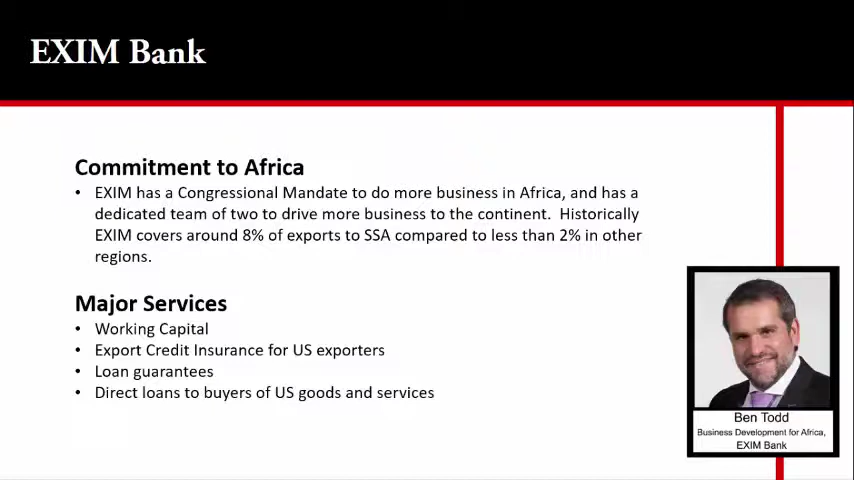 EXIM Bank
Commitment to Africa
• EXIM has a Congressional Mandate to do more business in Africa, and has a
dedicated team of two to drive more business to the continent.  Historically
EXIM covers around 8% of exports to SSA compared to less than 2% in other
regions.
Major Services
• Working Capital
• Export Credit Insurance for US exporters
• Loan guarantees
• Direct loans to buyers of US goods and services
Ben Todd
Business Development for Africa,
EXIM Bank